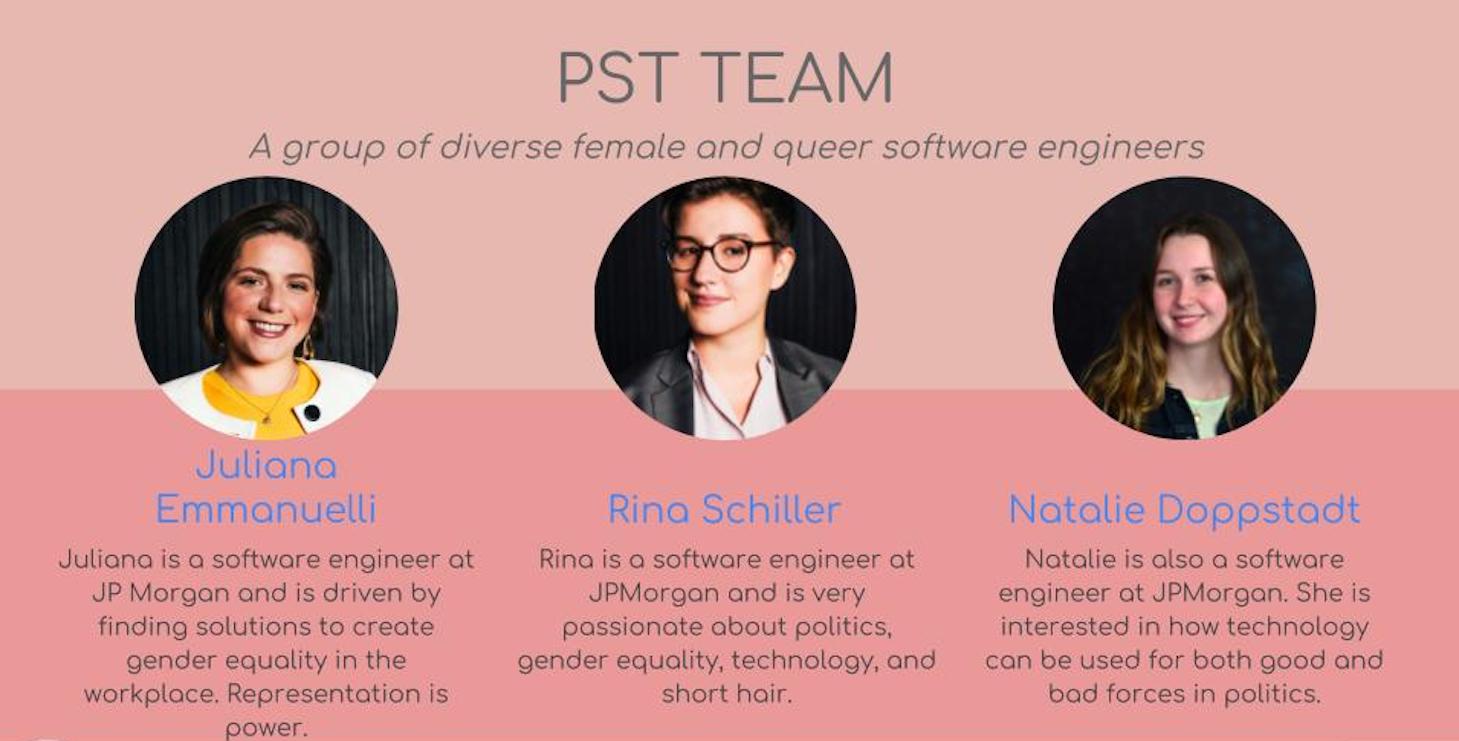 PST TEAM
A group of diverse female and queer software engineers
Juliana
Emmanuelli
Juliana is a software engineer at
JP Morgan and is driven by
finding solutions to create
gender equality in the
workplace. Representation is
power.
Rina Schiller
Rina is a software engineer at
JPMorgan and is very
passionate about politics,
gender equality, technology, and
short hair.
Natalie Doppstadt
Natalie is also a software
engineer at JPMorgan. She is
interested in how technology
can be used for both good and
bad forces in politics.